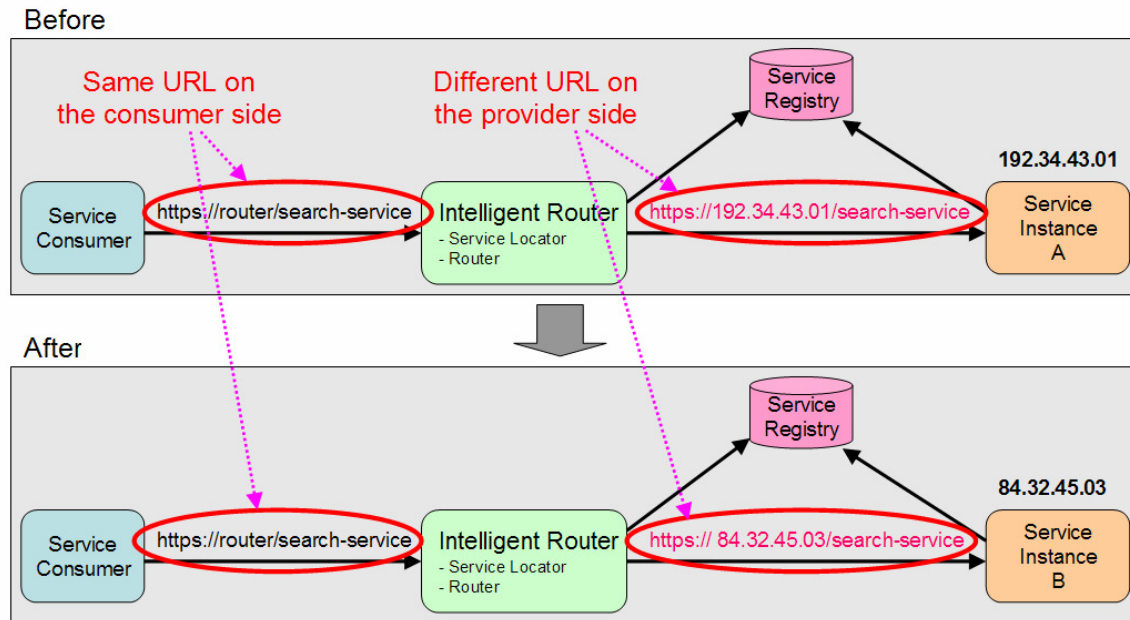 Before
Same URL on
the consumer side
Different URL on
the provider side
Service
Registry
192.34.43.01
Service
Consumer
https://router/search-service
Intelligent Router
- Service Locator
- Router
https://192.34.43.01/search-service
Service
Instance
A
After
Service
Registry
84.32.45.03
Service
Consumer
https://router/search-service
Intelligent Router
- Service Locator
- Router
https:// 84.32.45.03/search-service
Service
Instance
B